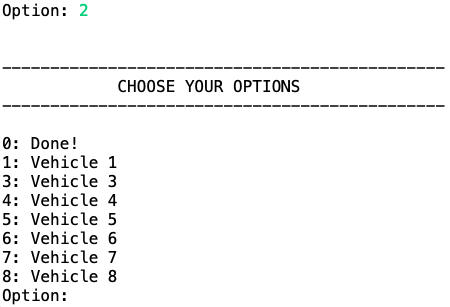 Option: 2
----------------------------------------------
CHOOSE YOUR OPTIONS
----------------------------------------------
0: Done!
1: Vehicle 1
3: Vehicle 3
4: Vehicle 4
5: Vehicle 5
6: Vehicle 6
7: Vehicle 7
8: Vehicle 8
Option: